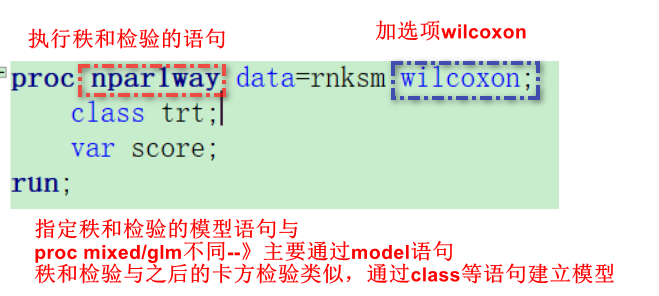 执行秩和检验的语句
加选项wilcoxon
proc npar1way data=rnksm wilcoxon;
class trt;
var score;
run;
指定秩和检验的模型语句与
proc mixed/glm不同--》主要通过model语句
秩和检验与之后的卡方检验类似，通过class等语句建立模型